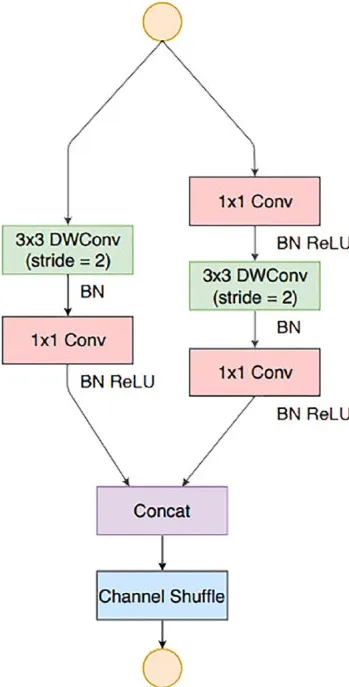 1x1 Conv
3x3 DWConv
(stride = 2)
BN ReLU
3x3 DWConv
(stride = 2)
BN
BN
1x1 Conv
1x1 Conv
BN ReLU
BN ReLU
Concat
Channel Shuffle